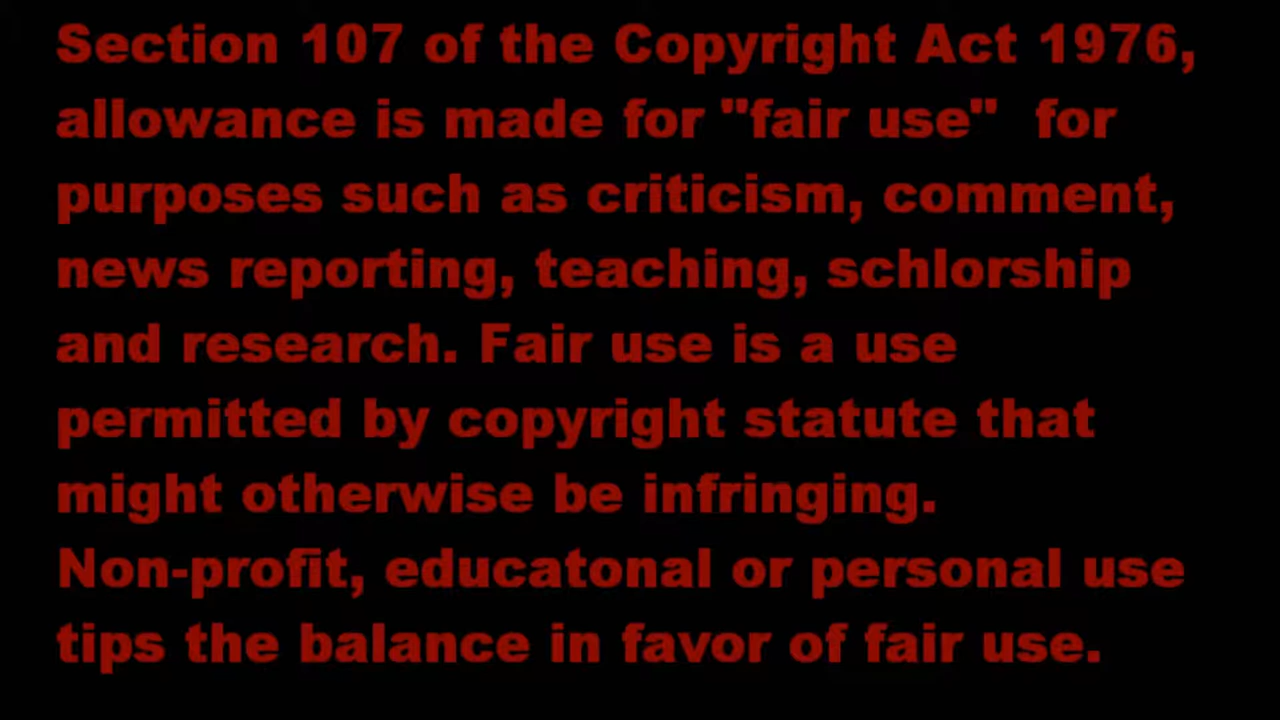 Section 107 of the Copyright Act 1976,
allowance is made for "fair use"  for
purposes such as criticism, comment,
news reporting, teaching, schlorship
and research. Fair use is a use
permitted by copyright statute that
might otherwise be infringing.
Non-profit, educatonal or personal use
tips the balance in favor of fair use.